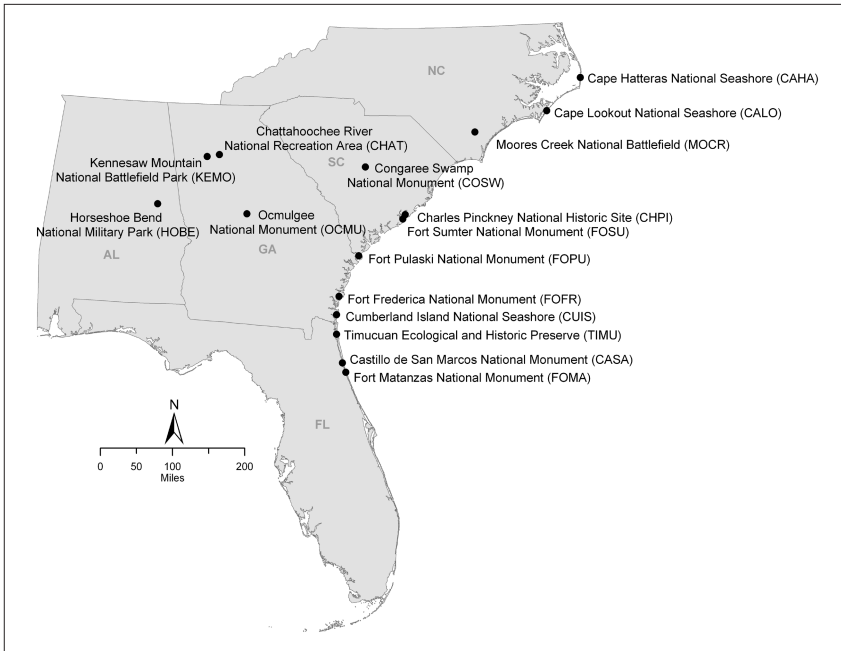 NC
Cape Hatteras National Seashore (CAHA)
Cape Lookout National Seashore (CALO)
Moores Creek National Battlefield (MOCR)
Chattahoochee River
National Recreation Area (CHAT)
Kennesaw Mountain
National Battlefield Park (KEMO)
SC
Congaree Swamp
National Monument (COSW)
Horseshoe Bend
National Military Park (HOBE)
Ocmulgee
National Monument (OCMU)
Charles Pinckney National Historic Site (CHPI)
Fort Sumter National Monument (FOSU)
AL
GA
Fort Pulaski National Monument (FOPU)
Fort Frederica National Monument (FOFR)
Cumberland Island National Seashore (CUIS)
Timucuan Ecological and Historic Preserve (TIMU)
Castillo de San Marcos National Monument (CASA)
Fort Matanzas National Monument (FOMA)
FL
N
0 50 100 200
Miles